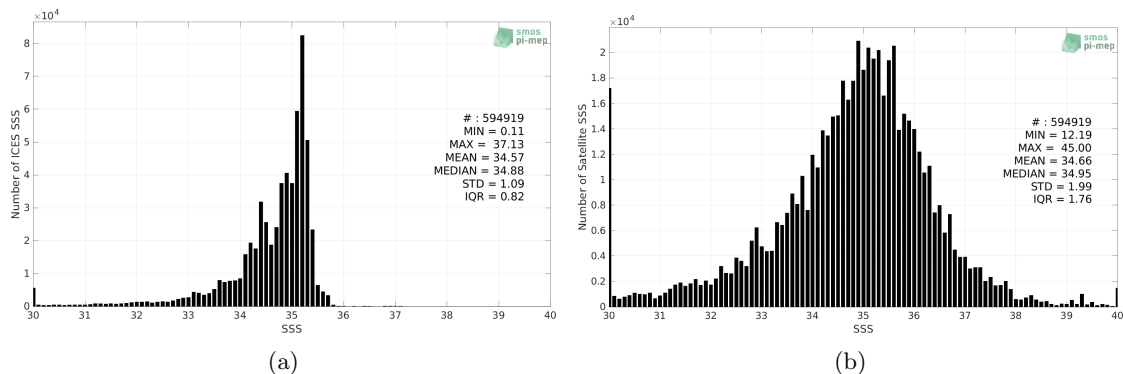 ×10⁴
smos
pi-mep
8
7
6
5
4
3
2
1
0
Number of ICES SSS
# : 594919
MIN = 0.11
MAX = 37.13
MEAN = 34.57
MEDIAN = 34.88
STD = 1.09
IQR = 0.82
30 31 32 33 34 35 36 37 38 39 40
SSS
(a)
×10⁴
smos
pi-mep
2
1.8
1.6
1.4
1.2
1
0.8
0.6
0.4
0.2
0
Number of Satellite SSS
# : 594919
MIN = 12.19
MAX = 45.00
MEAN = 34.66
MEDIAN = 34.95
STD = 1.99
IQR = 1.76
30 31 32 33 34 35 36 37 38 39 40
SSS
(b)